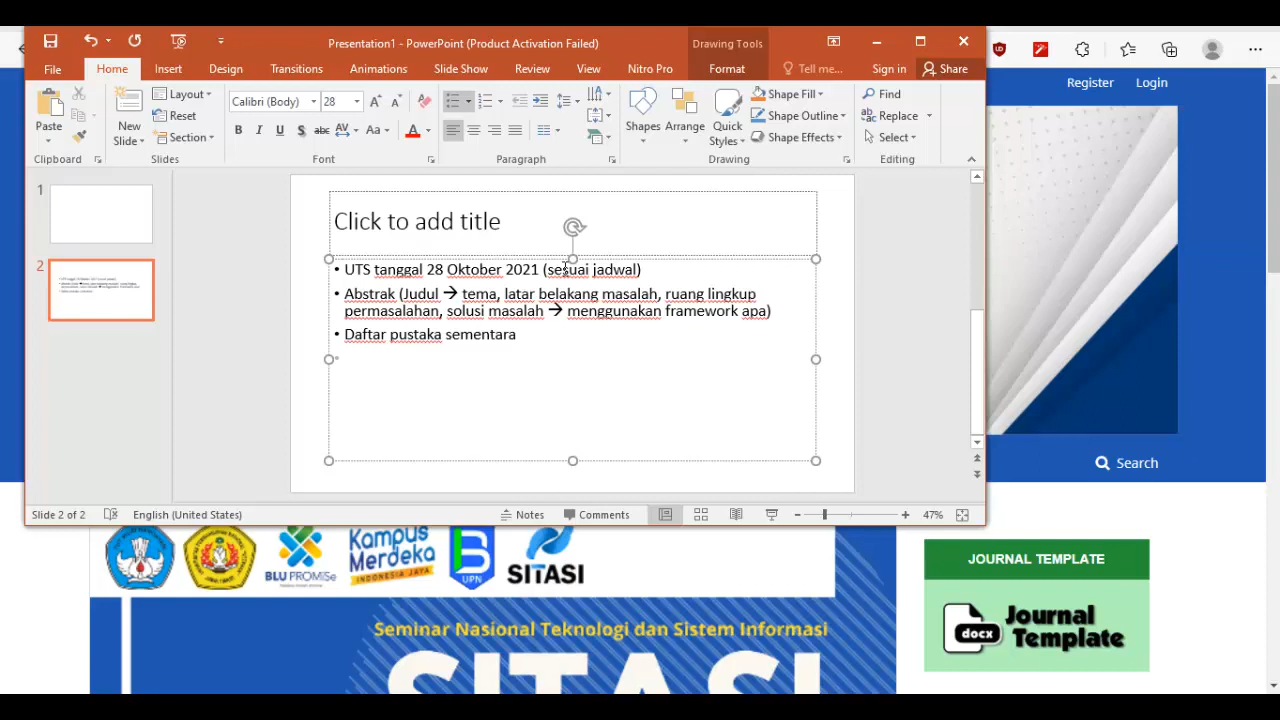 Presentation1 - PowerPoint (Product Activation Failed)
Drawing Tools
File
Home
Insert
Design
Transitions
Animations
Slide Show
Review
View
Nitro Pro
Format
Tell me...
Sign in
Share
Paste
Clipboard
New
Slide
Layout
Reset
Section
Slides
Calibri (Body)
28
Font
Paragraph
Shapes
Arrange
Quick
Styles
Shape Fill
Shape Outline
Shape Effects
Drawing
Find
Replace
Select
Editing
Register
Login
1
2
Click to add title
• UTS tanggal 28 Oktober 2021 (sesuai jadwal)
• Abstrak (Judul → tema, latar belakang masalah, ruang lingkup
permasalahan, solusi masalah → menggunakan framework apa)
• Daftar pustaka sementara
Search
Slide 2 of 2
English (United States)
Notes
Comments
47%
BLU PROMISe
Kampus
Merdeka
INDONESIA JAYA
UPN
SITASI
JOURNAL TEMPLATE
docx
Journal
Template
Seminar Nasional Teknologi dan Sistem Informasi
SITASI